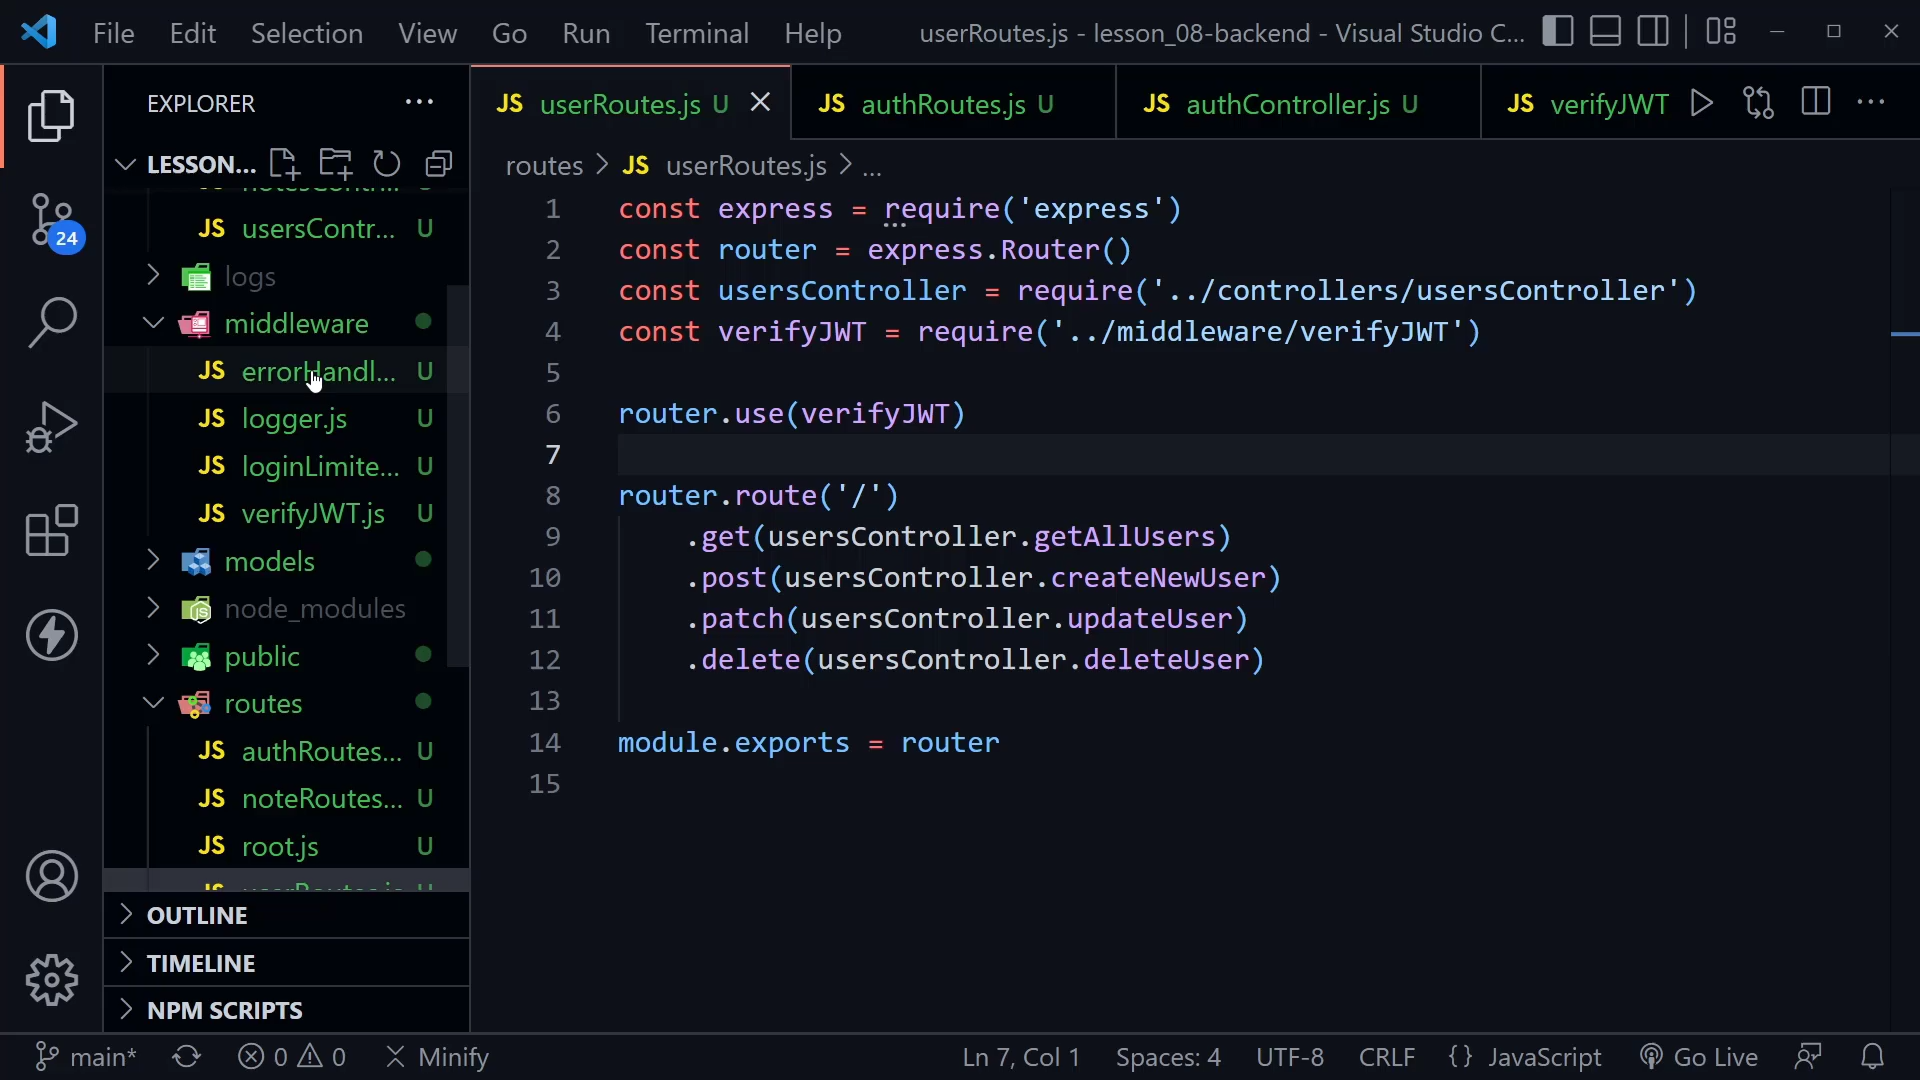 File Edit Selection View Go Run Terminal Help userRoutes.js - lesson_08-backend - Visual Studio C...
EXPLORER
JS userRoutes.js U
JS authRoutes.js U
JS authController.js U
JS verifyJWT
LESSON...
routes > JS userRoutes.js > ...
JS usersContr... U
logs
middleware
JS errorHandl... U
JS logger.js U
JS loginLimite... U
JS verifyJWT.js U
models
node_modules
public
routes
JS authRoutes... U
JS noteRoutes... U
JS root.js U
JS userRoutes.js U
OUTLINE
TIMELINE
NPM SCRIPTS
24
1 const express = require('express')
2 const router = express.Router()
3 const usersController = require('../controllers/usersController')
4 const verifyJWT = require('../middleware/verifyJWT')
5
6 router.use(verifyJWT)
7
8 router.route('/')
9 .get(usersController.getAllUsers)
10 .post(usersController.createNewUser)
11 .patch(usersController.updateUser)
12 .delete(usersController.deleteUser)
13
14 module.exports = router
15
main* 0 0 Minify Ln 7, Col 1 Spaces: 4 UTF-8 CRLF {} JavaScript Go Live